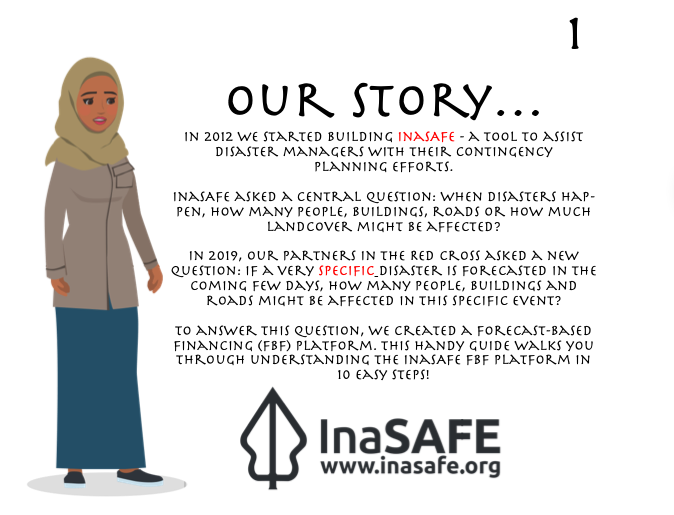 1
OUR STORY...
IN 2012 WE STARTED BUILDING INASAFE - A TOOL TO ASSIST
DISASTER MANAGERS WITH THEIR CONTINGENCY
PLANNING EFFORTS.
INASAFE ASKED A CENTRAL QUESTION: WHEN DISASTERS HAP-
PEN, HOW MANY PEOPLE, BUILDINGS, ROADS OR HOW MUCH
LANDCOVER MIGHT BE AFFECTED?
IN 2019, OUR PARTNERS IN THE RED CROSS ASKED A NEW
QUESTION: IF A VERY SPECIFIC DISASTER IS FORECASTED IN THE
COMING FEW DAYS, HOW MANY PEOPLE, BUILDINGS AND
ROADS MIGHT BE AFFECTED IN THIS SPECIFIC EVENT?
TO ANSWER THIS QUESTION, WE CREATED A FORECAST-BASED
FINANCING (FBF) PLATFORM. THIS HANDY GUIDE WALKS YOU
THROUGH UNDERSTANDING THE INASAFE FBF PLATFORM IN
10 EASY STEPS!
InaSAFE
www.inasafe.org